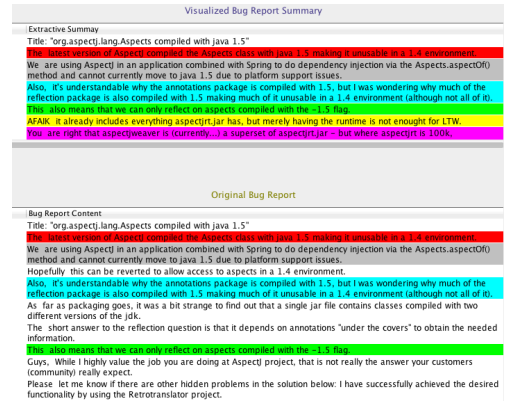 Visualized Bug Report Summary
Extractive Summay
Title: "org.aspectj.lang.Aspects compiled with java 1.5"
The latest version of AspectJ compiled the Aspects class with java 1.5 making it unusable in a 1.4 environment.
We are using AspectJ in an application combined with Spring to do dependency injection via the Aspects.aspectOf()
method and cannot currently move to java 1.5 due to platform support issues.
Also, it's understandable why the annotations package is compiled with 1.5, but I was wondering why much of the
reflection package is also compiled with 1.5 making much of it unusable in a 1.4 environment (although not all of it).
This also means that we can only reflect on aspects compiled with the -1.5 flag.
AFAIK it already includes everything aspectjrt.jar has, but merely having the runtime is not enought for LTW.
You are right that aspectjweaver is (currently...) a superset of aspectjrt.jar - but where aspectjrt is 100k,
Original Bug Report
Bug Report Content
Title: "org.aspectj.lang.Aspects compiled with java 1.5"
The latest version of AspectJ compiled the Aspects class with java 1.5 making it unusable in a 1.4 environment.
We are using AspectJ in an application combined with Spring to do dependency injection via the Aspects.aspectOf()
method and cannot currently move to java 1.5 due to platform support issues.
Hopefully this can be reverted to allow access to aspects in a 1.4 environment.
Also, it's understandable why the annotations package is compiled with 1.5, but I was wondering why much of the
reflection package is also compiled with 1.5 making much of it unusable in a 1.4 environment (although not all of it).
As far as packaging goes, it was a bit strange to find out that a single jar file contains classes compiled with two
different versions of the jdk.
The short answer to the reflection question is that it depends on annotations "under the covers" to obtain the needed
information.
This also means that we can only reflect on aspects compiled with the -1.5 flag.
Guys, While I highly value the job you are doing at AspectJ project, that is not really the answer your customers
(community) really expect.
Please let me know if there are other hidden problems in the solution below: I have successfully achieved the desired
functionality by using the Retrotranslator project.